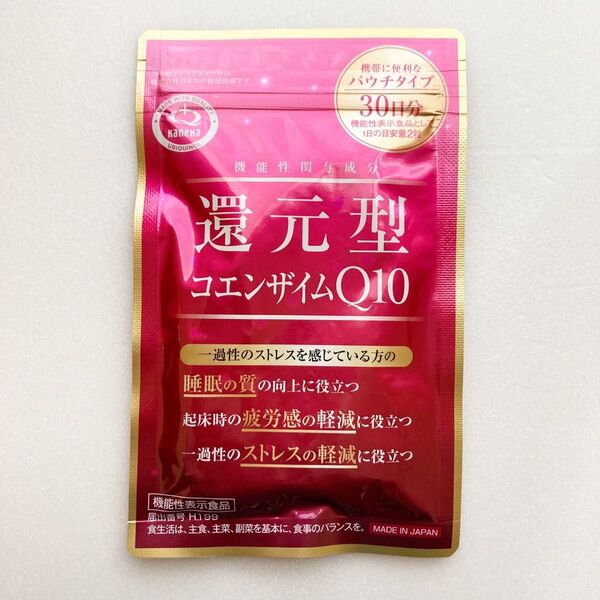 携帯に便利な
パウチタイプ
30日分
機能性表示食品として
1日の目安量2粒
MADE WITH QUALITY
Kaneka
UBIQUINOL
機能性関与成分
還元型
コエンザイムQ10
一過性のストレスを感じている方の
睡眠の質の向上に役立つ
起床時の疲労感の軽減に役立つ
一過性のストレスの軽減に役立つ
機能性表示食品
届出番号 H199
食生活は、主食、主菜、副菜を基本に、食事のバランスを。
MADE IN JAPAN